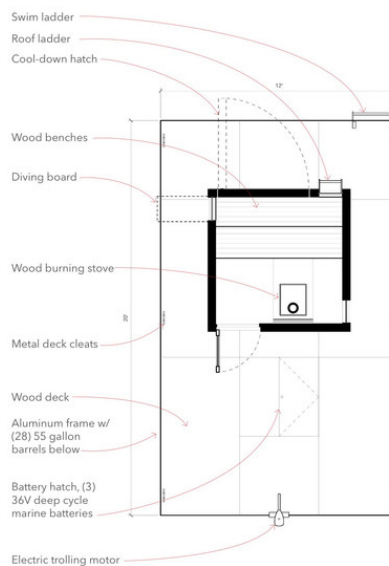 Swim ladder
Roof ladder
Cool-down hatch
12'
Wood benches
Diving board
Wood burning stove
20'
Metal deck cleats
Wood deck
Aluminum frame w/
(28) 55 gallon
barrels below
Battery hatch, (3)
36V deep cycle
marine batteries
Electric trolling motor